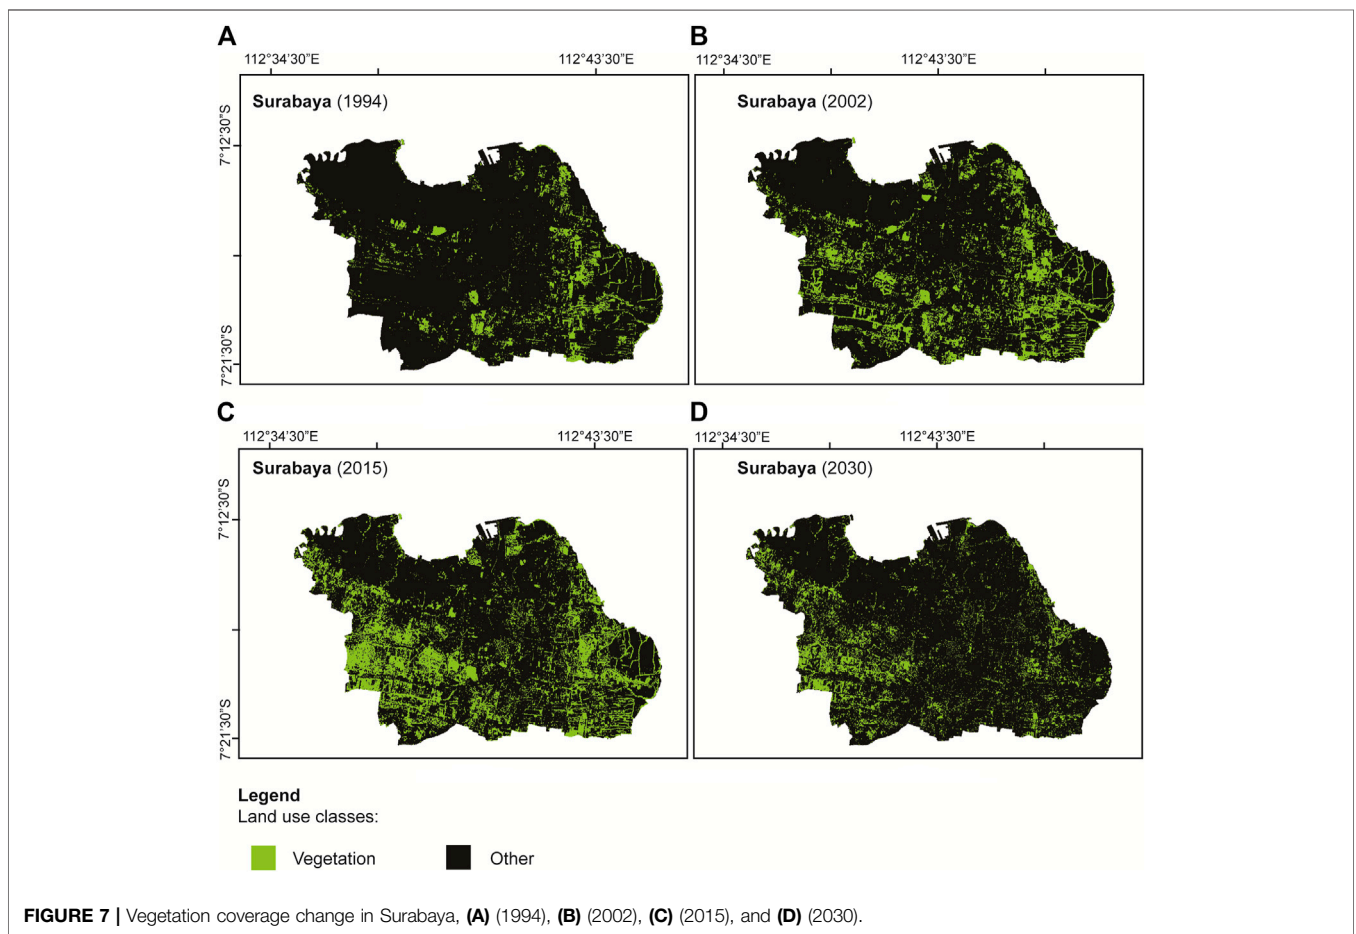 A
B
112°34'30"E
112°43'30"E
112°34'30"E
112°43'30"E
Surabaya (1994)
Surabaya (2002)
7°12'30"S
7°21'30"S
C
D
112°34'30"E
112°43'30"E
112°34'30"E
112°43'30"E
Surabaya (2015)
Surabaya (2030)
7°12'30"S
7°21'30"S
Legend
Land use classes:
Vegetation
Other
FIGURE 7 | Vegetation coverage change in Surabaya, (A) (1994), (B) (2002), (C) (2015), and (D) (2030).